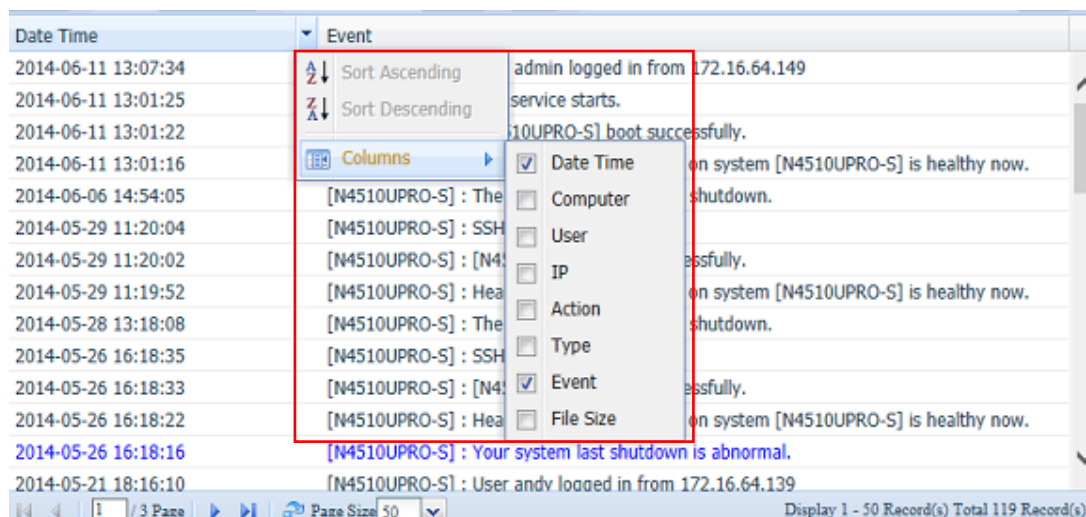 Date Time Event
2014-06-11 13:07:34 admin logged in from 172.16.64.149
Sort Ascending
2014-06-11 13:01:25 service starts.
Sort Descending
2014-06-11 13:01:22 10UPRO-S] boot successfully.
Columns
2014-06-11 13:01:16 on system [N4510UPRO-S] is healthy now.
Date Time
2014-06-06 14:54:05 [N4510UPRO-S] : The shutdown.
Computer
2014-05-29 11:20:04 [N4510UPRO-S] : SSH
User
2014-05-29 11:20:02 [N4510UPRO-S] : [N4 essfully.
IP
2014-05-29 11:19:52 [N4510UPRO-S] : Hea on system [N4510UPRO-S] is healthy now.
Action
2014-05-28 13:18:08 [N4510UPRO-S] : The shutdown.
Type
2014-05-26 16:18:35 [N4510UPRO-S] : SSH
Event
2014-05-26 16:18:33 [N4510UPRO-S] : [N4 essfully.
File Size
2014-05-26 16:18:22 [N4510UPRO-S] : Hea on system [N4510UPRO-S] is healthy now.
2014-05-26 16:18:16 [N4510UPRO-S] : Your system last shutdown is abnormal.
2014-05-21 18:16:10 [N4510UPRO-S] : User andy logged in from 172.16.64.139
1 / 3 Page Page Size 50 Display 1 - 50 Record(s) Total 119 Record(s)